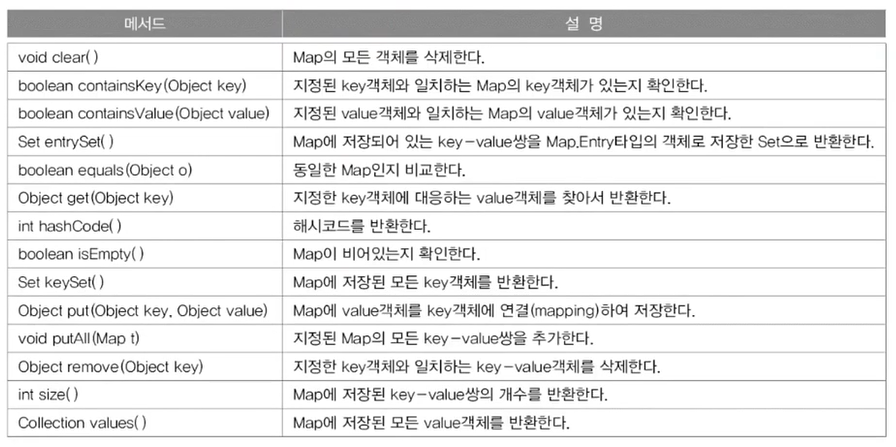 메서드 설 명
void clear( ) Map의 모든 객체를 삭제한다.
boolean containsKey(Object key) 지정된 key객체와 일치하는 Map의 key객체가 있는지 확인한다.
boolean containsValue(Object value) 지정된 value객체와 일치하는 Map의 value객체가 있는지 확인한다.
Set entrySet( ) Map에 저장되어 있는 key-value쌍을 Map.Entry타입의 객체로 저장한 Set으로 반환한다.
boolean equals(Object o) 동일한 Map인지 비교한다.
Object get(Object key) 지정한 key객체에 대응하는 value객체를 찾아서 반환한다.
int hashCode( ) 해시코드를 반환한다.
boolean isEmpty( ) Map이 비어있는지 확인한다.
Set keySet( ) Map에 저장된 모든 key객체를 반환한다.
Object put(Object key, Object value) Map에 value객체를 key객체에 연결(mapping)하여 저장한다.
void putAll(Map t) 지정된 Map의 모든 key-value쌍을 추가한다.
Object remove(Object key) 지정한 key객체와 일치하는 key-value객체를 삭제한다.
int size( ) Map에 저장된 key-value쌍의 개수를 반환한다.
Collection values( ) Map에 저장된 모든 value객체를 반환한다.